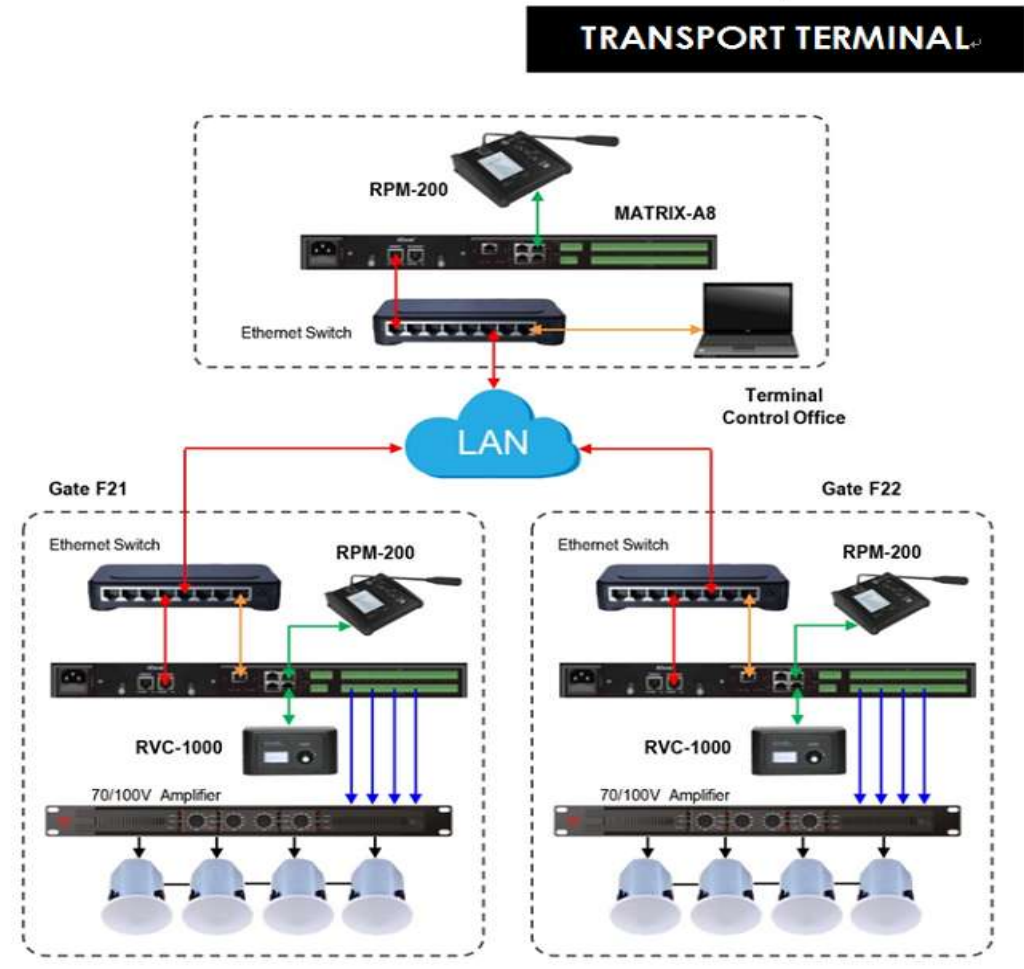 TRANSPORT TERMINAL
RPM-200
MATRIX-A8
Ethernet Switch
Terminal
Control Office
LAN
Gate F21
Ethernet Switch
RPM-200
RVC-1000
70/100V Amplifier
Gate F22
Ethernet Switch
RPM-200
RVC-1000
70/100V Amplifier